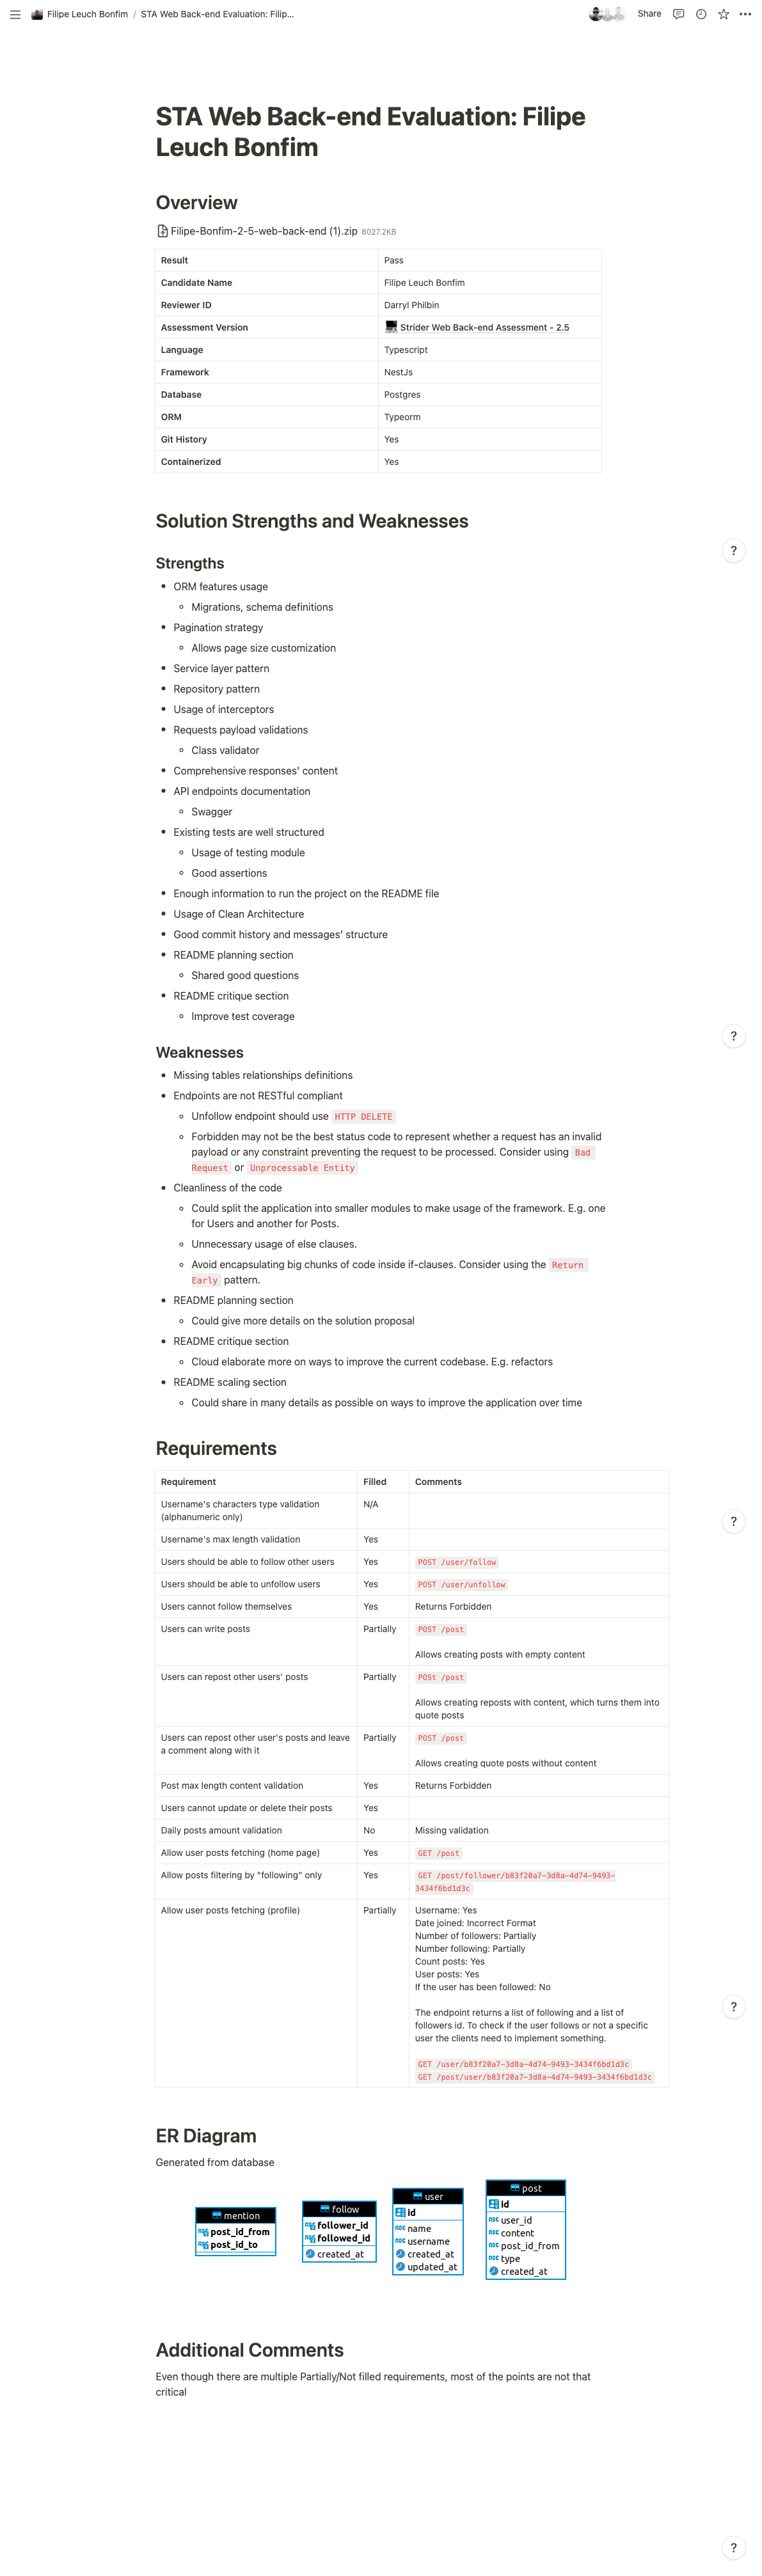 Filipe Leuch Bonfim / STA Web Back-end Evaluation: Filip...
Share
STA Web Back-end Evaluation: Filipe
Leuch Bonfim
Overview
Filipe-Bonfim-2-5-web-back-end (1).zip 8027.2KB
Result Pass
Candidate Name Filipe Leuch Bonfim
Reviewer ID Darryl Philbin
Assessment Version Strider Web Back-end Assessment - 2.5
Language Typescript
Framework NestJs
Database Postgres
ORM Typeorm
Git History Yes
Containerized Yes
Solution Strengths and Weaknesses
?
Strengths
ORM features usage
Migrations, schema definitions
Pagination strategy
Allows page size customization
Service layer pattern
Repository pattern
Usage of interceptors
Requests payload validations
Class validator
Comprehensive responses' content
API endpoints documentation
Swagger
Existing tests are well structured
Usage of testing module
Good assertions
Enough information to run the project on the README file
Usage of Clean Architecture
Good commit history and messages' structure
README planning section
Shared good questions
README critique section
Improve test coverage
?
Weaknesses
Missing tables relationships definitions
Endpoints are not RESTful compliant
Unfollow endpoint should use HTTP DELETE
Forbidden may not be the best status code to represent whether a request has an invalid
payload or any constraint preventing the request to be processed. Consider using Bad
Request or Unprocessable Entity
Cleanliness of the code
Could split the application into smaller modules to make usage of the framework. E.g. one
for Users and another for Posts.
Unnecessary usage of else clauses.
Avoid encapsulating big chunks of code inside if-clauses. Consider using the Return
Early pattern.
README planning section
Could give more details on the solution proposal
README critique section
Cloud elaborate more on ways to improve the current codebase. E.g. refactors
README scaling section
Could share in many details as possible on ways to improve the application over time
Requirements
Requirement Filled Comments
Username's characters type validation N/A
(alphanumeric only)
?
Username's max length validation Yes
Users should be able to follow other users Yes POST /user/follow
Users should be able to unfollow users Yes POST /user/unfollow
Users cannot follow themselves Yes Returns Forbidden
Users can write posts Partially POST /post
Allows creating posts with empty content
Users can repost other users' posts Partially POSt /post
Allows creating reposts with content, which turns them into
quote posts
Users can repost other user's posts and leave Partially POST /post
a comment along with it
Allows creating quote posts without content
Post max length content validation Yes Returns Forbidden
Users cannot update or delete their posts Yes
Daily posts amount validation No Missing validation
Allow user posts fetching (home page) Yes GET /post
Allow posts filtering by "following" only Yes GET /post/follower/b83f20a7-3d8a-4d74-9493-
3434f6bd1d3c
Allow user posts fetching (profile) Partially Username: Yes
Date joined: Incorrect Format
Number of followers: Partially
Number following: Partially
Count posts: Yes
User posts: Yes
If the user has been followed: No
?
The endpoint returns a list of following and a list of
followers id. To check if the user follows or not a specific
user the clients need to implement something.
GET /user/b83f20a7-3d8a-4d74-9493-3434f6bd1d3c
GET /post/user/b83f20a7-3d8a-4d74-9493-3434f6bd1d3c
ER Diagram
Generated from database
mention
post_id_from
post_id_to
follow
follower_id
followed_id
created_at
user
id
name
username
created_at
updated_at
post
id
user_id
content
post_id_from
type
created_at
Additional Comments
Even though there are multiple Partially/Not filled requirements, most of the points are not that
critical
?